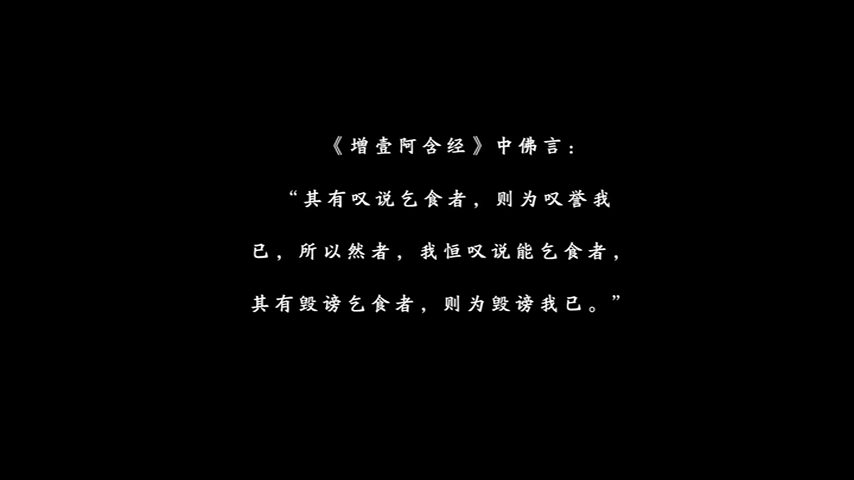 《增壹阿含经》中佛言：
“其有叹说乞食者，则为叹誉我
已，所以然者，我恒叹说能乞食者，
其有毁谤乞食者，则为毁谤我已。”